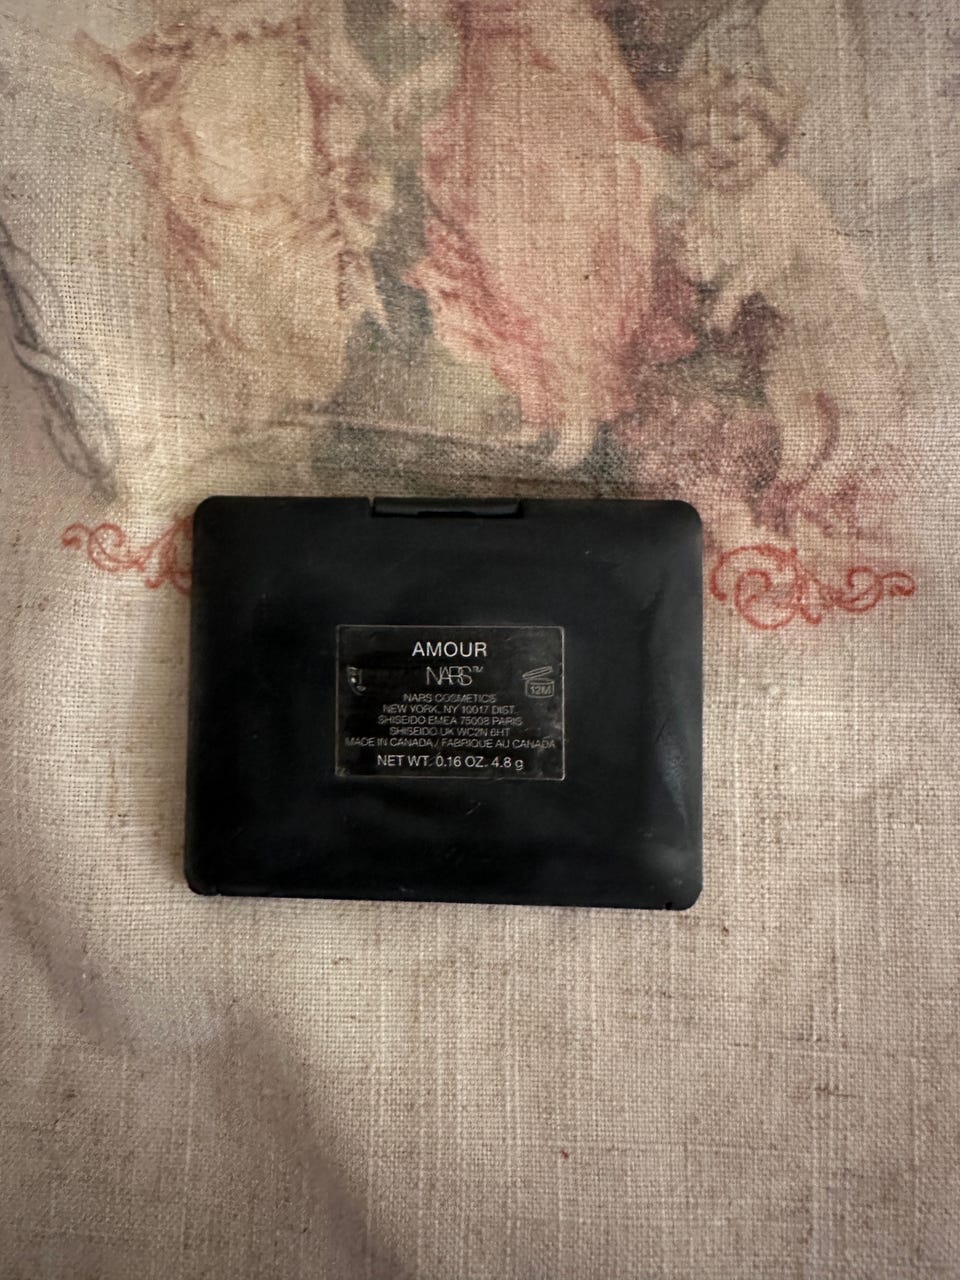 AMOUR
NARS™
12M
NARS COSMETICS
NEW YORK, NY 10017 DIST.
SHISEIDO EMEA 75008 PARIS
SHISEIDO UK WC2N 6HT
MADE IN CANADA / FABRIQUE AU CANADA
NET WT. 0.16 OZ. 4.8 g